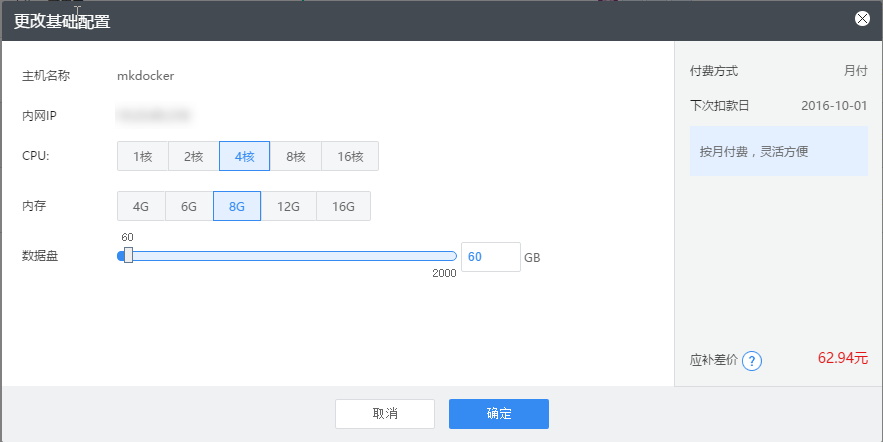 更改基础配置
主机名称 mkdocker
内网IP
CPU: 1核 2核 4核 8核 16核
内存 4G 6G 8G 12G 16G
60
数据盘 60 GB
2000
付费方式 月付
下次扣款日 2016-10-01
按月付费，灵活方便
应补差价 ? 62.94元
取消 确定